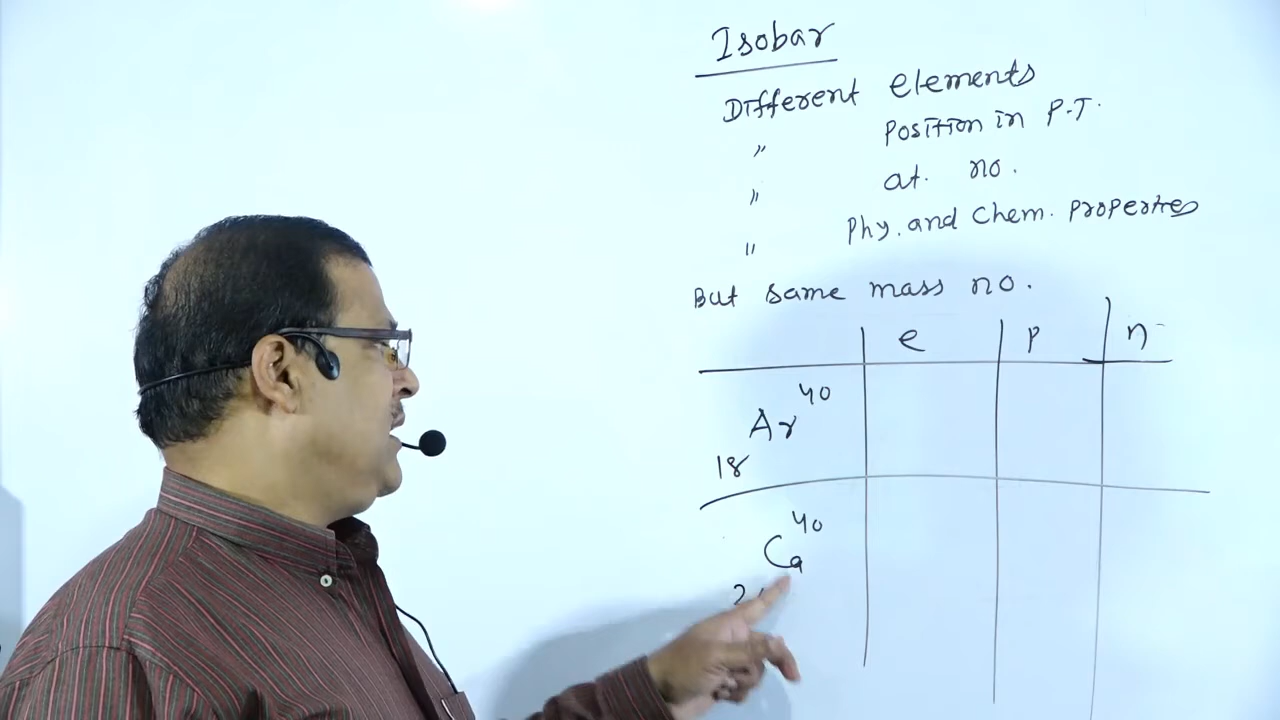 Isobar
Different elements
" Position in P.T.
" at. no.
" Phy. and Chem. Properties
But same mass no.
e p n
40
Ar
18
40
Ca